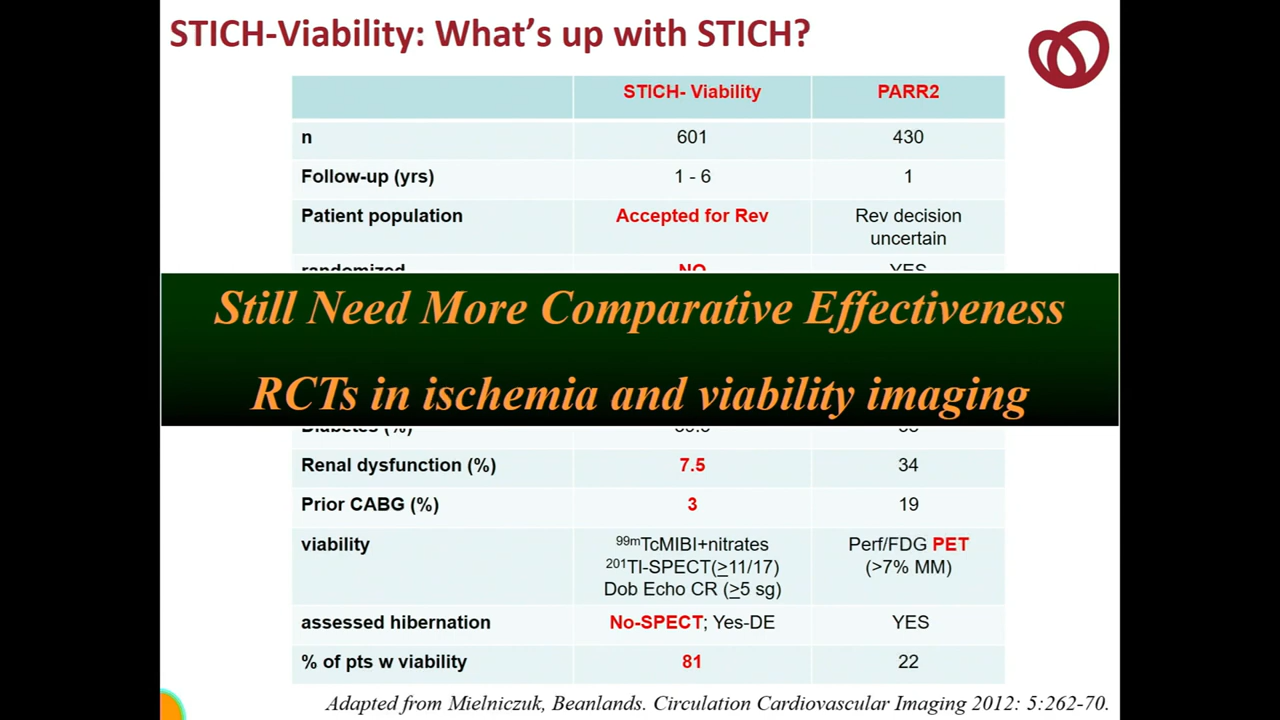 STICH-Viability: What's up with STICH?
STICH- Viability PARR2
n 601 430
Follow-up (yrs) 1 - 6 1
Patient population Accepted for Rev Rev decision
uncertain
randomized NO YES
Still Need More Comparative Effectiveness
RCTs in ischemia and viability imaging
Diabetes (%)
Renal dysfunction (%) 7.5 34
Prior CABG (%) 3 19
viability ⁹⁹ᵐTcMIBI+nitrates Perf/FDG PET
²⁰¹Tl-SPECT(≥11/17) (>7% MM)
Dob Echo CR (≥5 sg)
assessed hibernation No-SPECT; Yes-DE YES
% of pts w viability 81 22
Adapted from Mielniczuk, Beanlands. Circulation Cardiovascular Imaging 2012: 5:262-70.